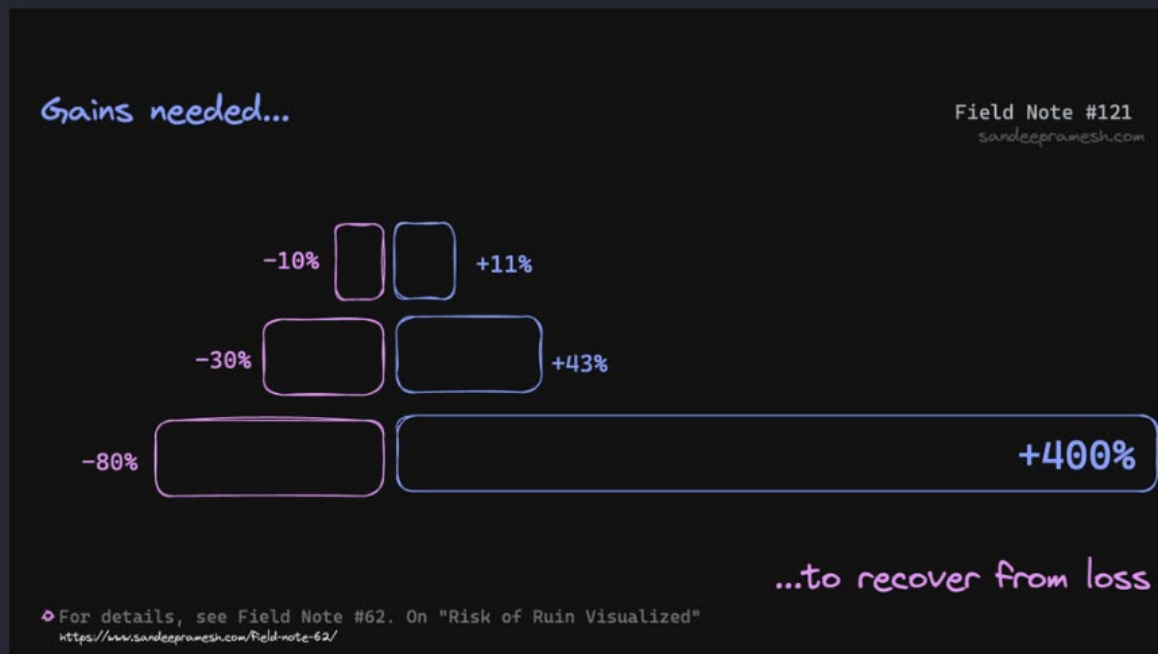 Gains needed...
Field Note #121
sandeepramesh.com
-10%
+11%
-30%
+43%
-80%
+400%
...to recover from loss
For details, see Field Note #62. On "Risk of Ruin Visualized"
https://www.sandeepramesh.com/field-note-62/